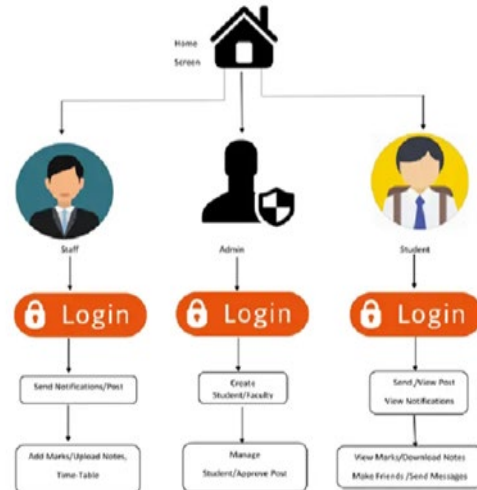 Home
Screen
Staff
Admin
Student
Login
Login
Login
Send Notifications/Post
Create
Student/Faculty
Send /View Post
View Notifications
Add Marks/Upload Notes,
Time-Table
Manage
Student/Approve Post
View Marks/Download Notes
Make Friends /Send Messages